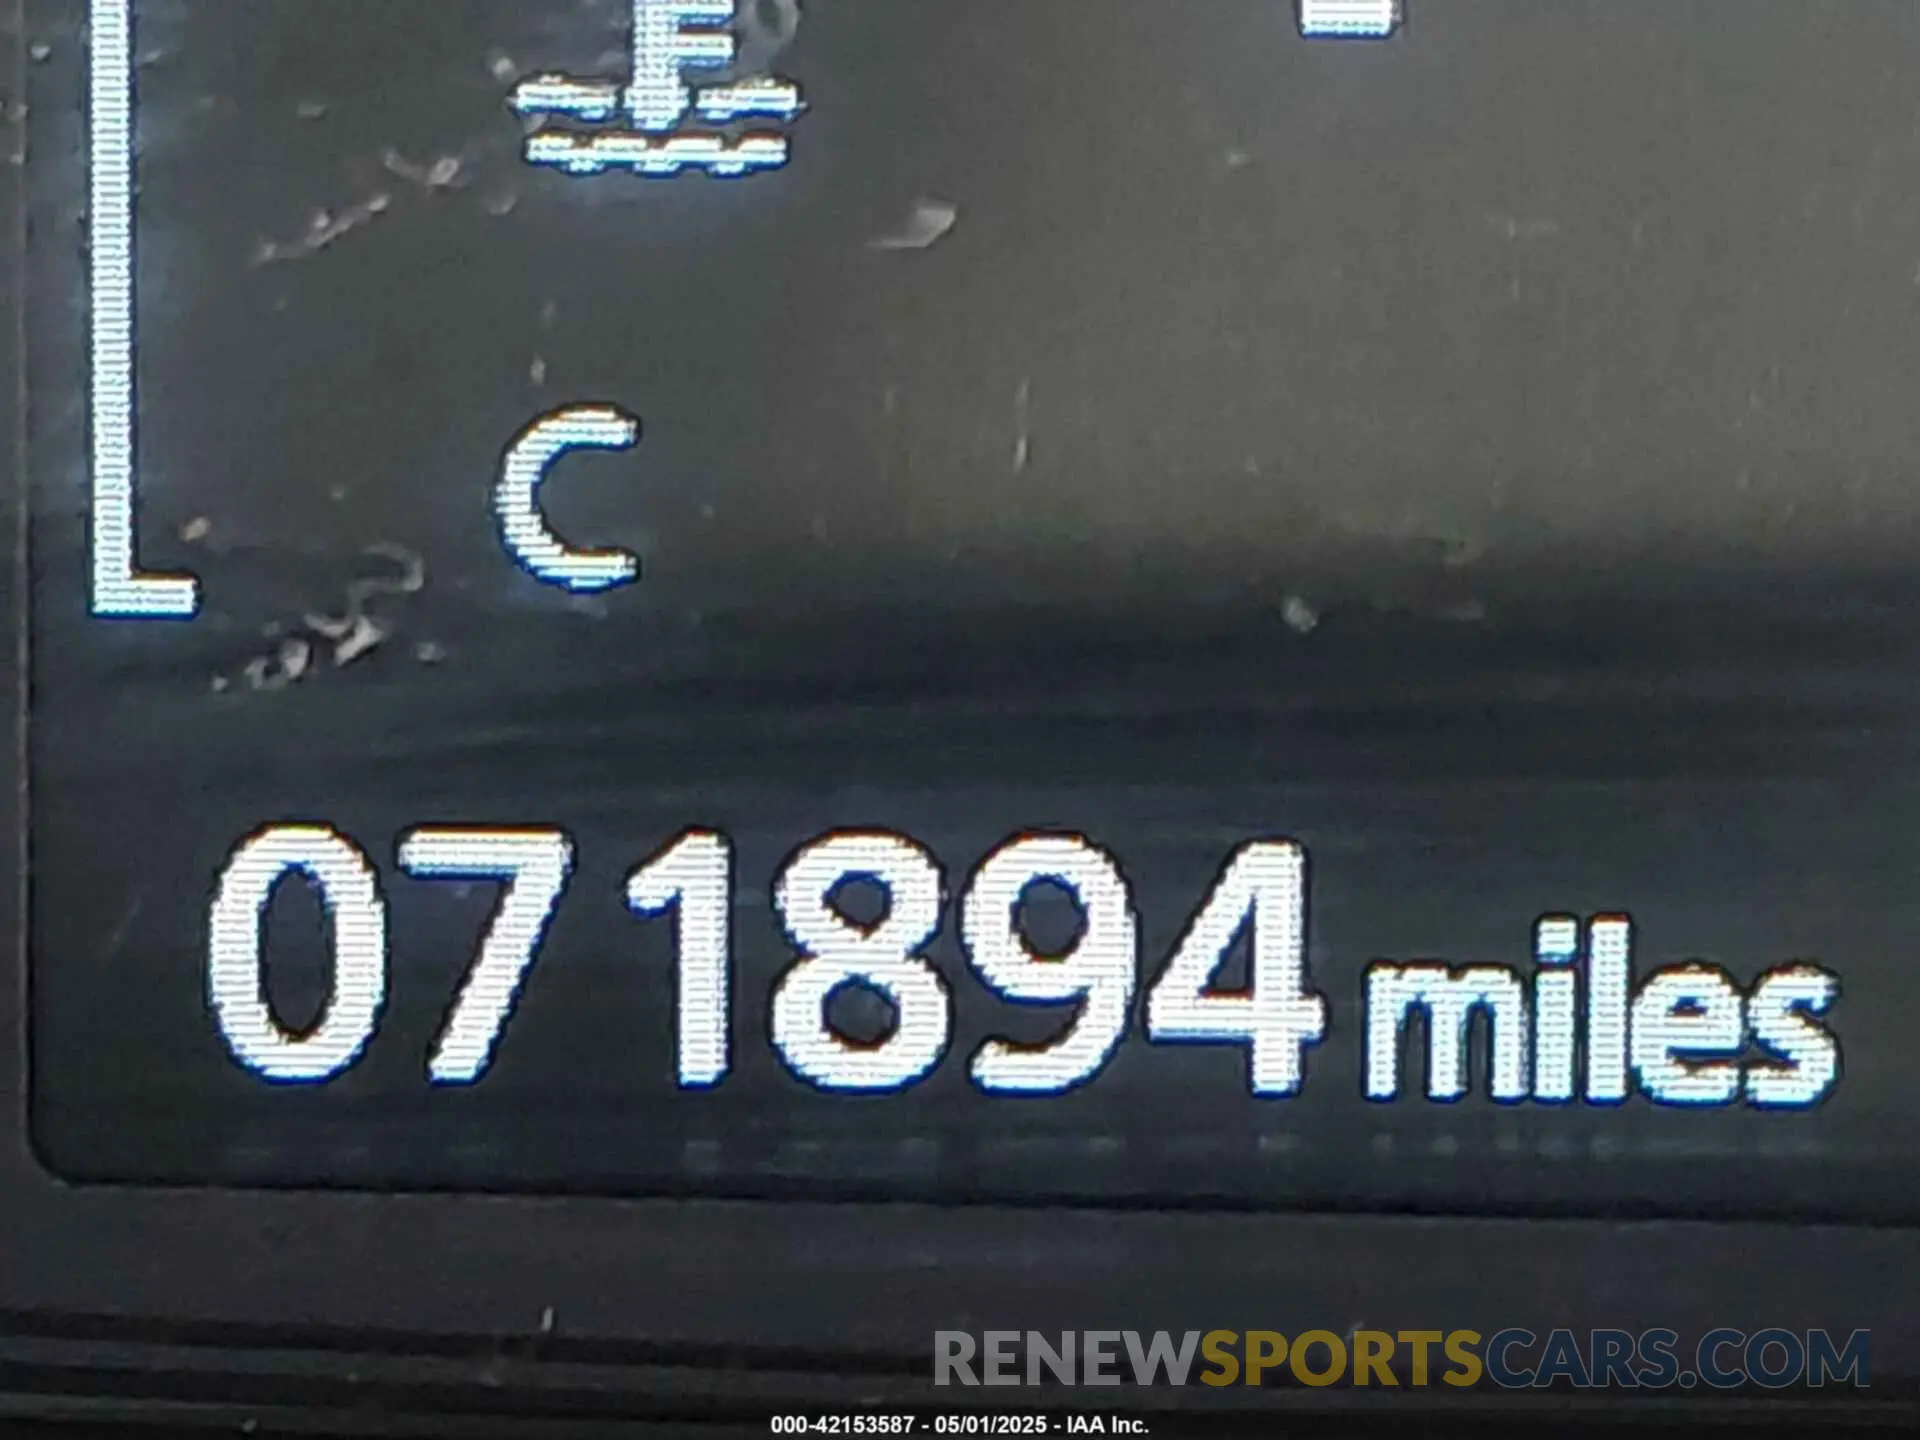 C
071894 miles
RENEWSPORTSCARS.COM
000-42153587 - 05/01/2025 - IAA Inc.